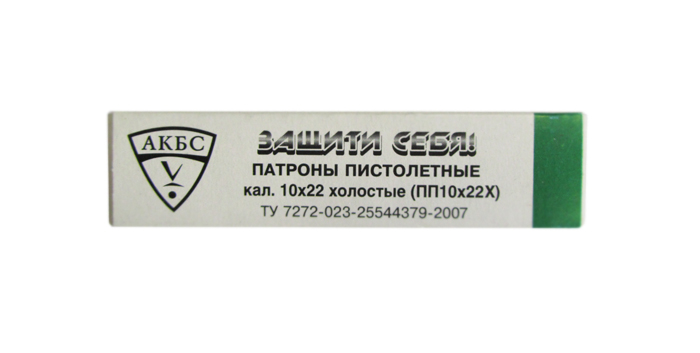 АКБС
ЗАЩИТИ СЕБЯ!
ПАТРОНЫ ПИСТОЛЕТНЫЕ
кал. 10х22 холостые (ПП10х22Х)
ТУ 7272-023-25544379-2007